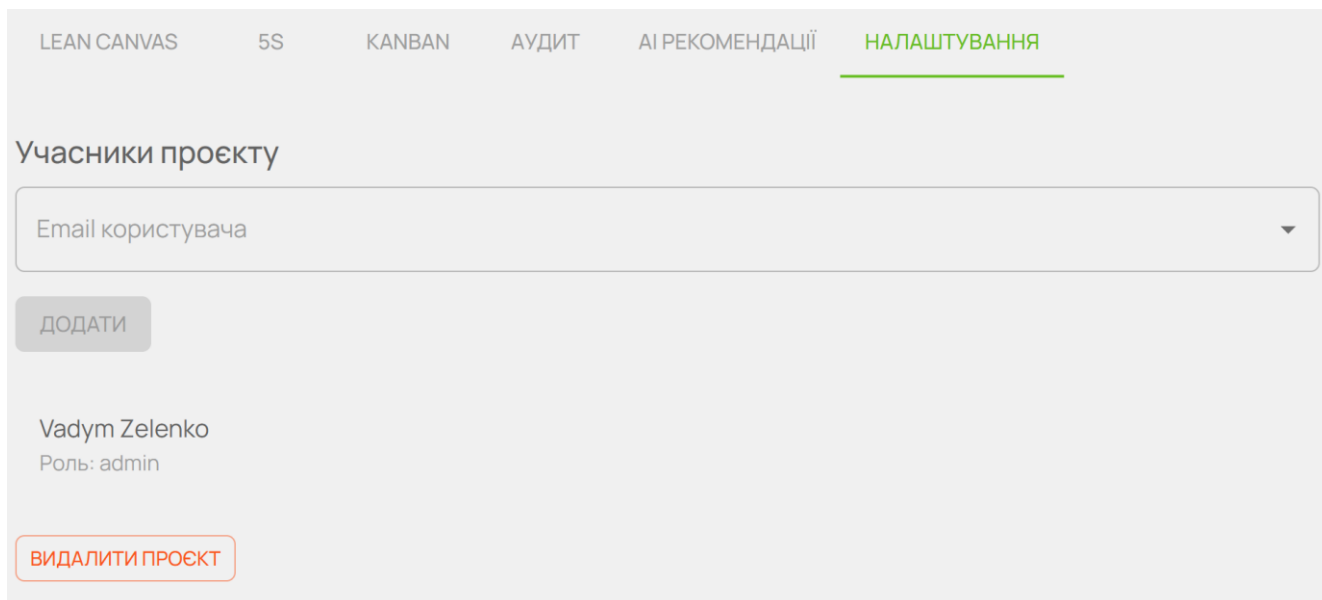 LEAN CANVAS 5S KANBAN АУДИТ AI РЕКОМЕНДАЦІЇ НАЛАШТУВАННЯ
Учасники проєкту
Email користувача
ДОДАТИ
Vadym Zelenko
Роль: admin
ВИДАЛИТИ ПРОЄКТ